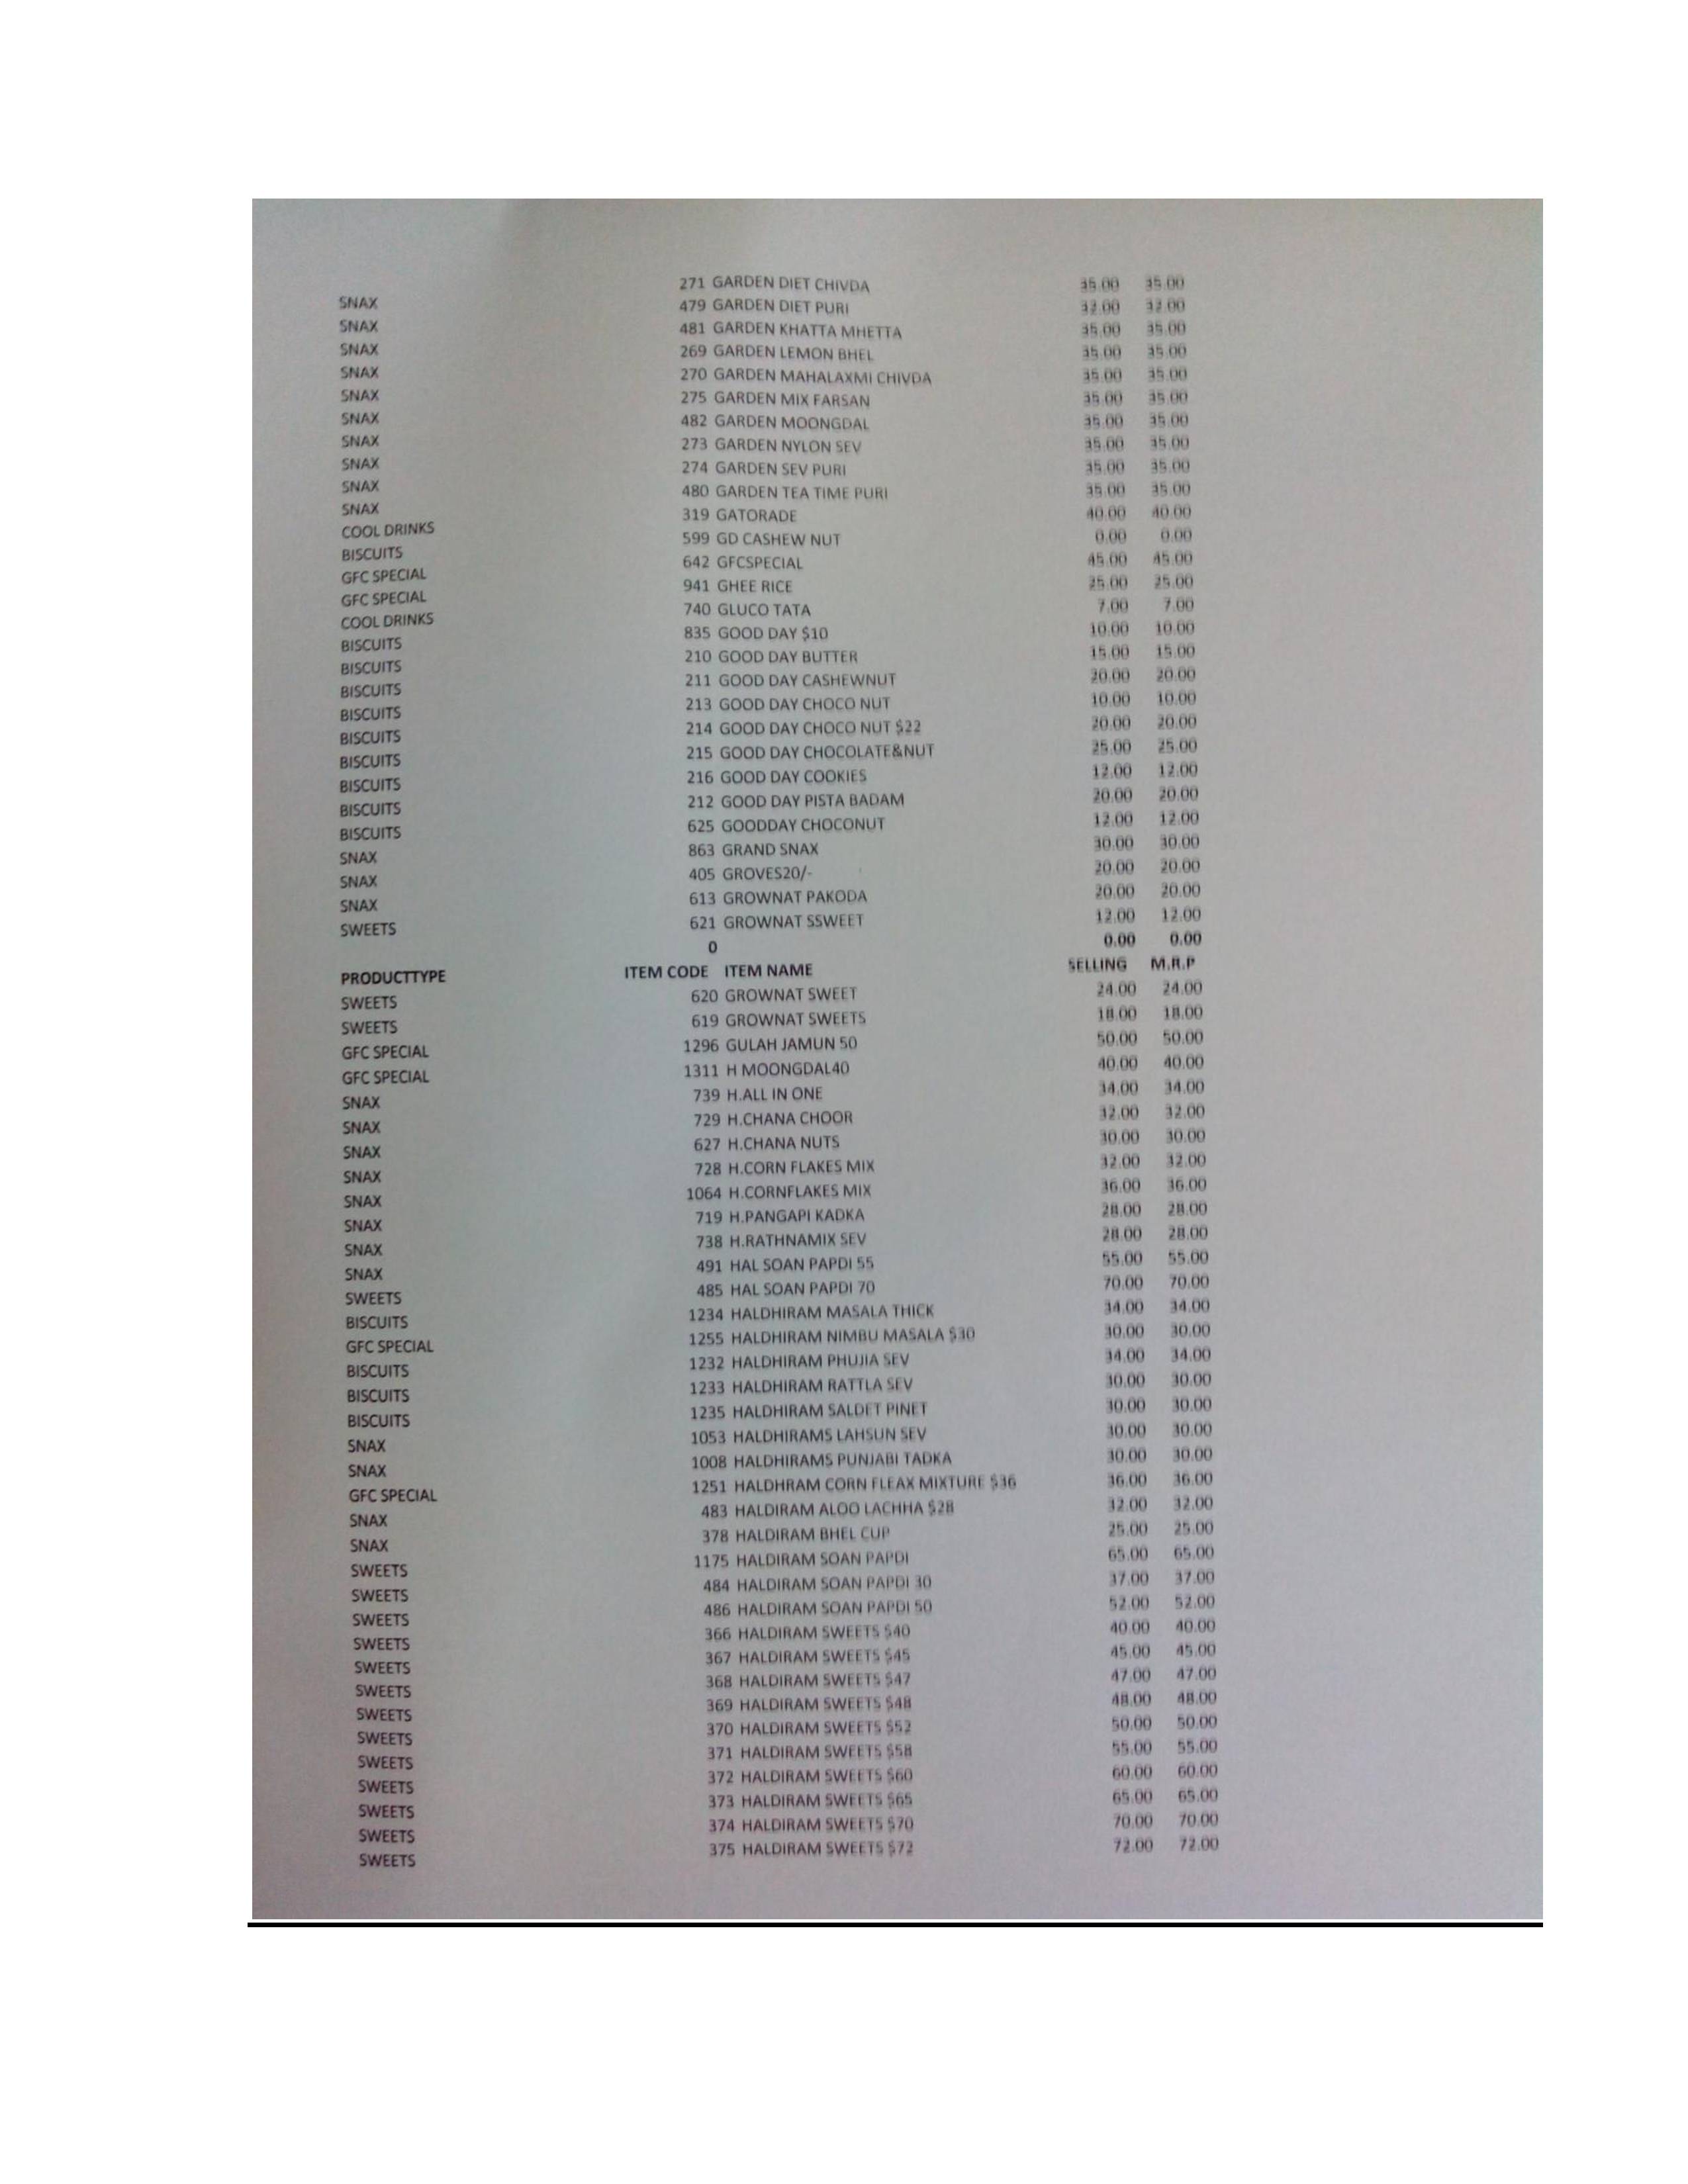 SNAX 271 GARDEN DIET CHIVDA 35.00 35.00
SNAX 479 GARDEN DIET PURI 32.00 32.00
SNAX 481 GARDEN KHATTA MHETTA 35.00 35.00
SNAX 269 GARDEN LEMON BHEL 35.00 35.00
SNAX 270 GARDEN MAHALAXMI CHIVDA 35.00 35.00
SNAX 275 GARDEN MIX FARSAN 35.00 35.00
SNAX 482 GARDEN MOONGDAL 35.00 35.00
SNAX 273 GARDEN NYLON SEV 35.00 35.00
SNAX 274 GARDEN SEV PURI 35.00 35.00
SNAX 480 GARDEN TEA TIME PURI 35.00 35.00
COOL DRINKS 319 GATORADE 40.00 40.00
BISCUITS 599 GD CASHEW NUT 0.00 0.00
GFC SPECIAL 642 GFCSPECIAL 45.00 45.00
GFC SPECIAL 941 GHEE RICE 25.00 25.00
COOL DRINKS 740 GLUCO TATA 7.00 7.00
BISCUITS 835 GOOD DAY $10 10.00 10.00
BISCUITS 210 GOOD DAY BUTTER 15.00 15.00
BISCUITS 211 GOOD DAY CASHEWNUT 20.00 20.00
BISCUITS 213 GOOD DAY CHOCO NUT 10.00 10.00
BISCUITS 214 GOOD DAY CHOCO NUT $22 20.00 20.00
BISCUITS 215 GOOD DAY CHOCOLATE&NUT 25.00 25.00
BISCUITS 216 GOOD DAY COOKIES 12.00 12.00
BISCUITS 212 GOOD DAY PISTA BADAM 20.00 20.00
BISCUITS 625 GOODDAY CHOCONUT 12.00 12.00
SNAX 863 GRAND SNAX 30.00 30.00
SNAX 405 GROVES20/- 20.00 20.00
SNAX 613 GROWNAT PAKODA 20.00 20.00
SWEETS 621 GROWNAT SSWEET 12.00 12.00
0 0.00 0.00
PRODUCTTYPE ITEM CODE ITEM NAME SELLING M.R.P
SWEETS 620 GROWNAT SWEET 24.00 24.00
SWEETS 619 GROWNAT SWEETS 18.00 18.00
GFC SPECIAL 1296 GULAH JAMUN 50 50.00 50.00
GFC SPECIAL 1311 H MOONGDAL40 40.00 40.00
SNAX 739 H.ALL IN ONE 34.00 34.00
SNAX 729 H.CHANA CHOOR 32.00 32.00
SNAX 627 H.CHANA NUTS 30.00 30.00
SNAX 728 H.CORN FLAKES MIX 32.00 32.00
SNAX 1064 H.CORNFLAKES MIX 36.00 36.00
SNAX 719 H.PANGAPI KADKA 28.00 28.00
SNAX 738 H.RATHNAMIX SEV 28.00 28.00
SNAX 491 HAL SOAN PAPDI 55 55.00 55.00
SWEETS 485 HAL SOAN PAPDI 70 70.00 70.00
BISCUITS 1234 HALDHIRAM MASALA THICK 34.00 34.00
GFC SPECIAL 1255 HALDHIRAM NIMBU MASALA $30 30.00 30.00
BISCUITS 1232 HALDHIRAM PHUJIA SEV 34.00 34.00
BISCUITS 1233 HALDHIRAM RATTLA SEV 30.00 30.00
BISCUITS 1235 HALDHIRAM SALDET PINET 30.00 30.00
SNAX 1053 HALDHIRAMS LAHSUN SEV 30.00 30.00
SNAX 1008 HALDHIRAMS PUNJABI TADKA 30.00 30.00
GFC SPECIAL 1251 HALDHRAM CORN FLEAX MIXTURE $36 36.00 36.00
SNAX 483 HALDIRAM ALOO LACHHA $28 32.00 32.00
SNAX 378 HALDIRAM BHEL CUP 25.00 25.00
SWEETS 1175 HALDIRAM SOAN PAPDI 65.00 65.00
SWEETS 484 HALDIRAM SOAN PAPDI 30 37.00 37.00
SWEETS 486 HALDIRAM SOAN PAPDI 50 52.00 52.00
SWEETS 366 HALDIRAM SWEETS $40 40.00 40.00
SWEETS 367 HALDIRAM SWEETS $45 45.00 45.00
SWEETS 368 HALDIRAM SWEETS $47 47.00 47.00
SWEETS 369 HALDIRAM SWEETS $48 48.00 48.00
SWEETS 370 HALDIRAM SWEETS $52 50.00 50.00
SWEETS 371 HALDIRAM SWEETS $58 55.00 55.00
SWEETS 372 HALDIRAM SWEETS $60 60.00 60.00
SWEETS 373 HALDIRAM SWEETS $65 65.00 65.00
SWEETS 374 HALDIRAM SWEETS $70 70.00 70.00
SWEETS 375 HALDIRAM SWEETS $72 72.00 72.00